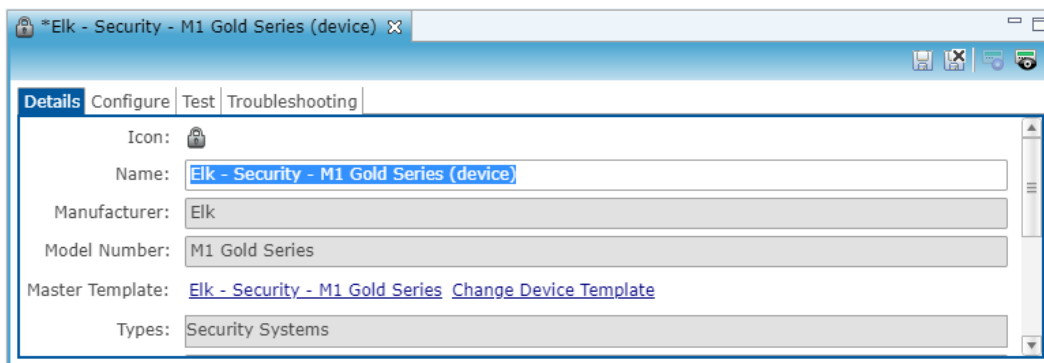 *Elk - Security - M1 Gold Series (device)
Details Configure Test Troubleshooting
Icon:
Name: Elk - Security - M1 Gold Series (device)
Manufacturer: Elk
Model Number: M1 Gold Series
Master Template: Elk - Security - M1 Gold Series Change Device Template
Types: Security Systems